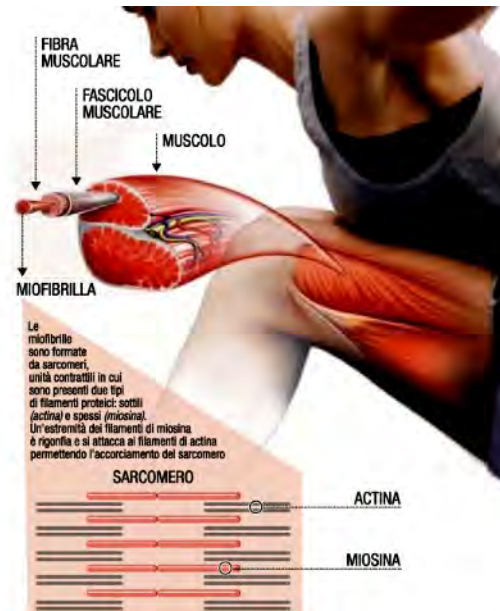 FIBRA
MUSCOLARE
FASCICOLO
MUSCOLARE
MUSCOLO
MIOFIBRILLA
Le
miofibrille
sono formate
da sarcomeri,
unità contrattili in cui
sono presenti due tipi
di filamenti proteici: sottili
(actina) e spessi (miosina).
Un'estremità dei filamenti di miosina
è rigonfia e si attacca ai filamenti di actina
permettendo l'accorciamento del sarcomero
SARCOMERO
ACTINA
MIOSINA